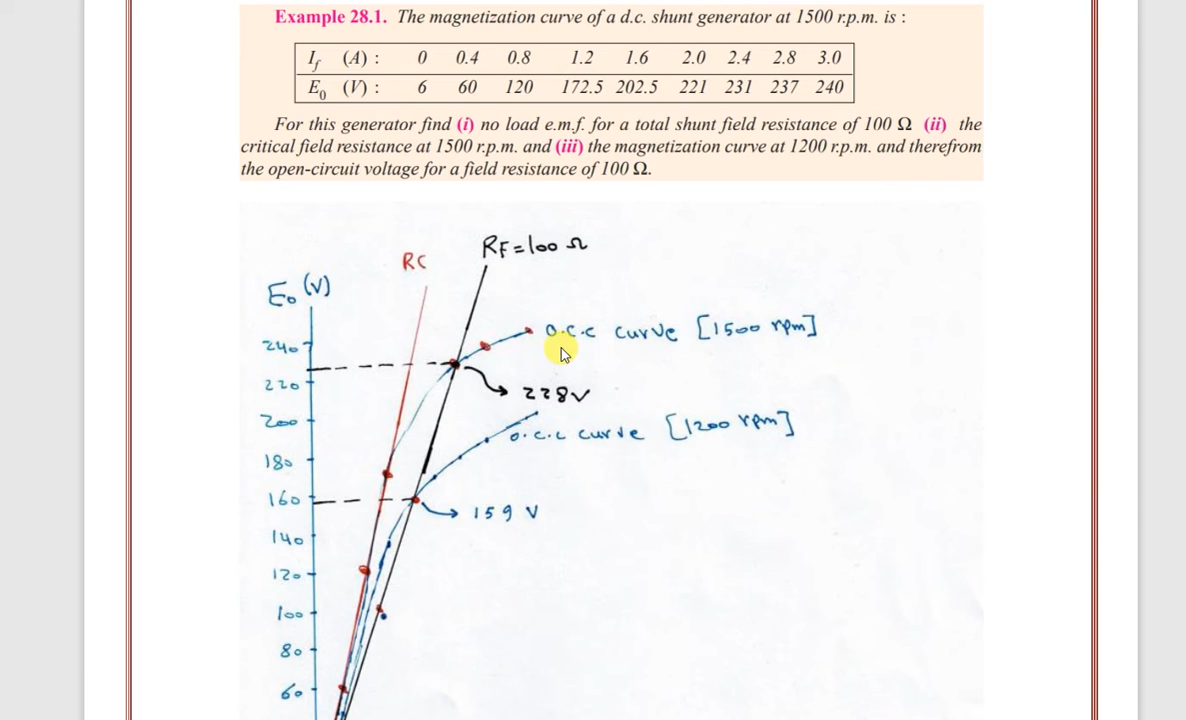 Example 28.1. The magnetization curve of a d.c. shunt generator at 1500 r.p.m. is :
If (A) : 0 0.4 0.8 1.2 1.6 2.0 2.4 2.8 3.0
E0 (V) : 6 60 120 172.5 202.5 221 231 237 240
For this generator find (i) no load e.m.f. for a total shunt field resistance of 100 Ω (ii) the
critical field resistance at 1500 r.p.m. and (iii) the magnetization curve at 1200 r.p.m. and therefrom
the open-circuit voltage for a field resistance of 100 Ω.
RF=100 Ω
RC
E0 (V)
O.C.C curve [1500 rpm]
240
220
228V
200
O.C.C curve [1200 rpm]
180
160
159 V
140
120
100
80
60